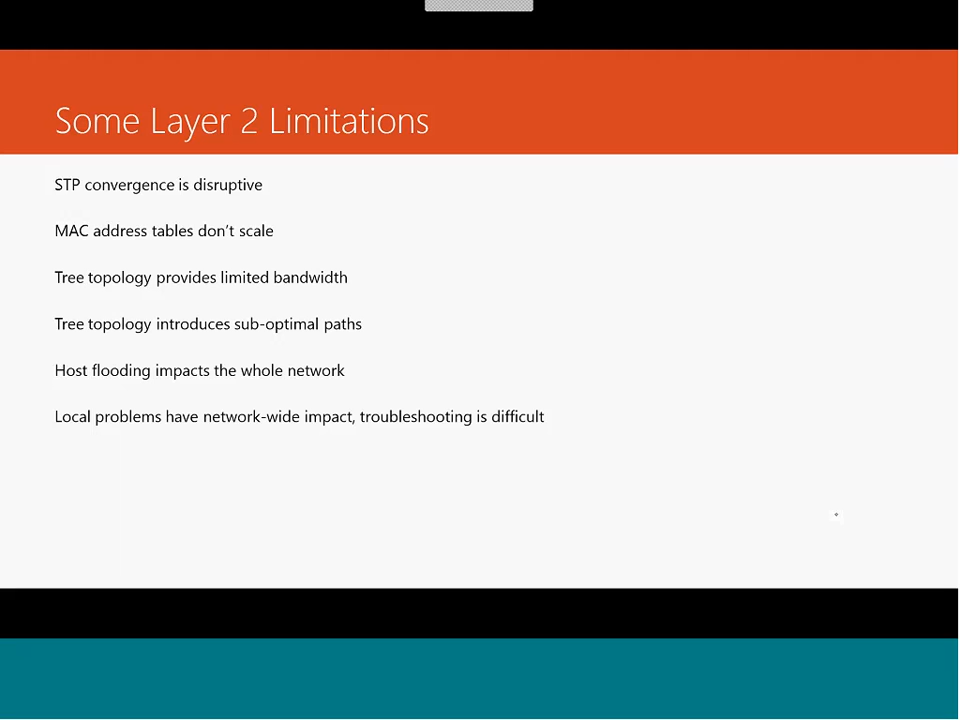 Some Layer 2 Limitations
STP convergence is disruptive
MAC address tables don’t scale
Tree topology provides limited bandwidth
Tree topology introduces sub-optimal paths
Host flooding impacts the whole network
Local problems have network-wide impact, troubleshooting is difficult